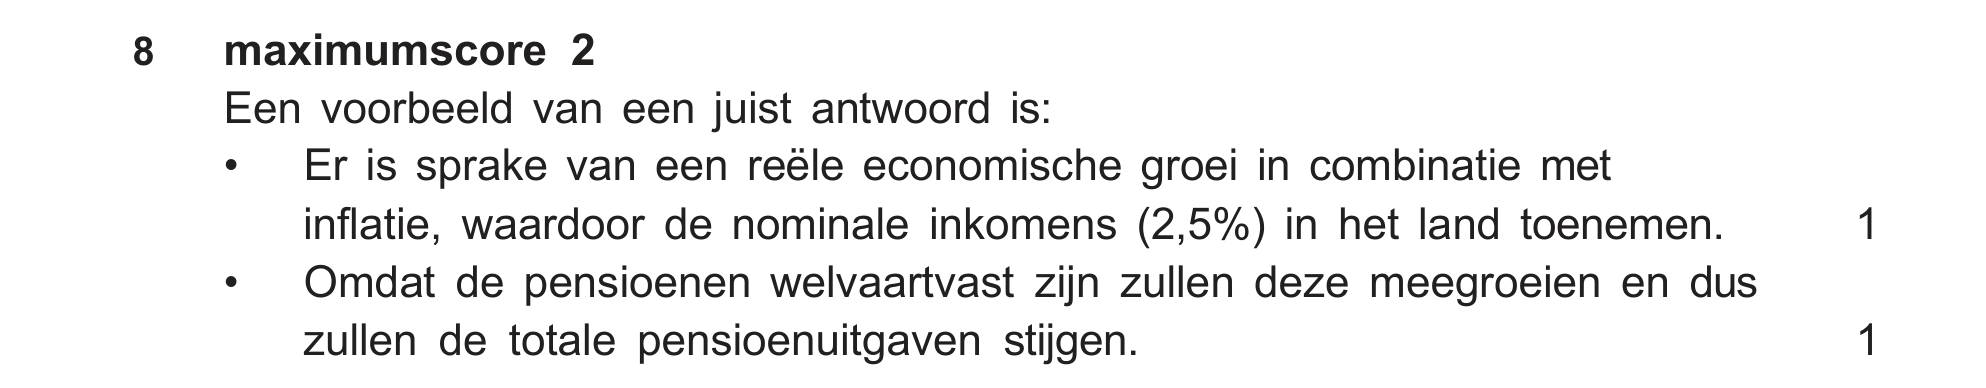 8 maximumscore 2
Een voorbeeld van een juist antwoord is:
• Er is sprake van een reële economische groei in combinatie met
inflatie, waardoor de nominale inkomens (2,5%) in het land toenemen. 1
• Omdat de pensioenen welvaartvast zijn zullen deze meegroeien en dus
zullen de totale pensioenuitgaven stijgen. 1